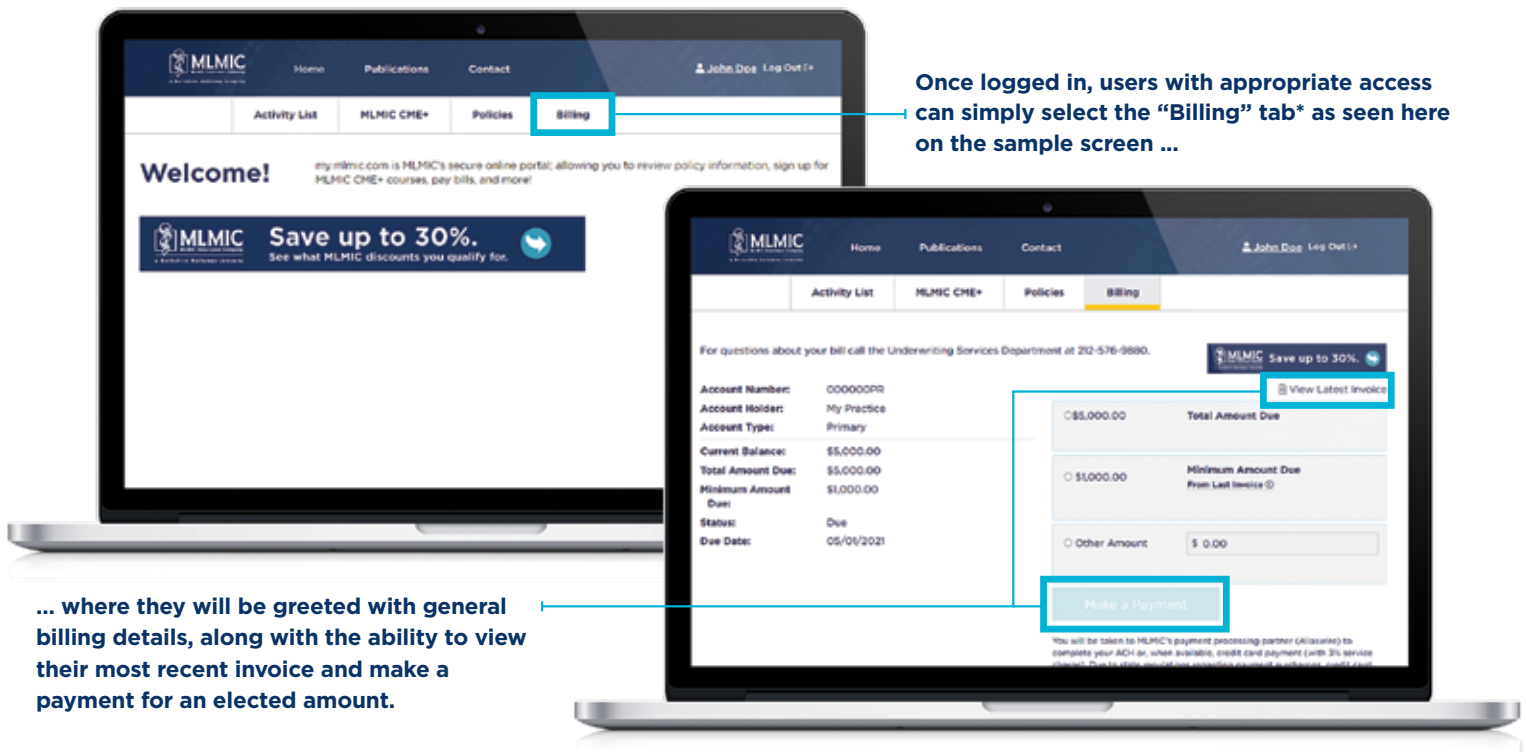 MLMIC
Home Publications Contact
John Doe Log Out
Activity List MLMIC CME+ Policies Billing
Welcome!
my.mlmic.com is MLMIC's secure online portal; allowing you to review policy information, sign up for
MLMIC CME+ courses, pay bills, and more!
MLMIC
Save up to 30%.
See what MLMIC discounts you qualify for.
Once logged in, users with appropriate access
can simply select the “Billing” tab* as seen here
on the sample screen ...
MLMIC
Home Publications Contact
John Doe Log Out
Activity List MLMIC CME+ Policies Billing
For questions about your bill call the Underwriting Services Department at 212-576-9880.
MLMIC Save up to 30%.
View Latest Invoice
Account Number: 000000PR
Account Holder: My Practice
Account Type: Primary
Current Balance: $5,000.00
Total Amount Due: $5,000.00
Minimum Amount Due: $1,000.00
Status: Due
Due Date: 05/01/2021
$5,000.00 Total Amount Due
$1,000.00 Minimum Amount Due
From Last Invoice
Other Amount $ 0.00
Make a Payment
You will be taken to MLMIC's payment processing partner (Allaswire) to
complete your ACH or, when available, credit card payment (with 3% service
... where they will be greeted with general
billing details, along with the ability to view
their most recent invoice and make a
payment for an elected amount.